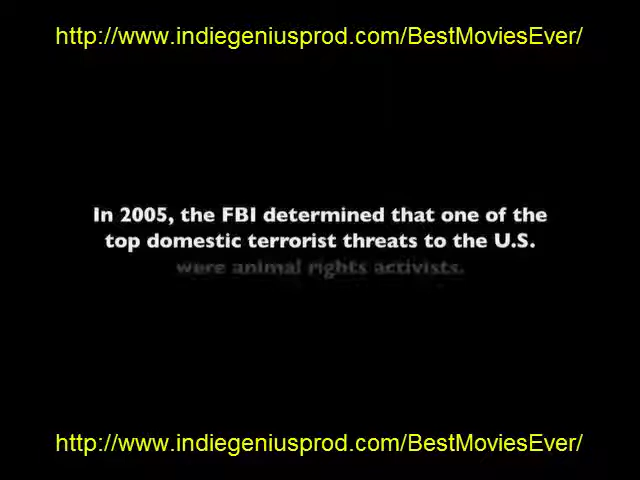 http://www.indiegeniusprod.com/BestMoviesEver/
In 2005, the FBI determined that one of the
top domestic terrorist threats to the U.S.
were animal rights activists.
http://www.indiegeniusprod.com/BestMoviesEver/